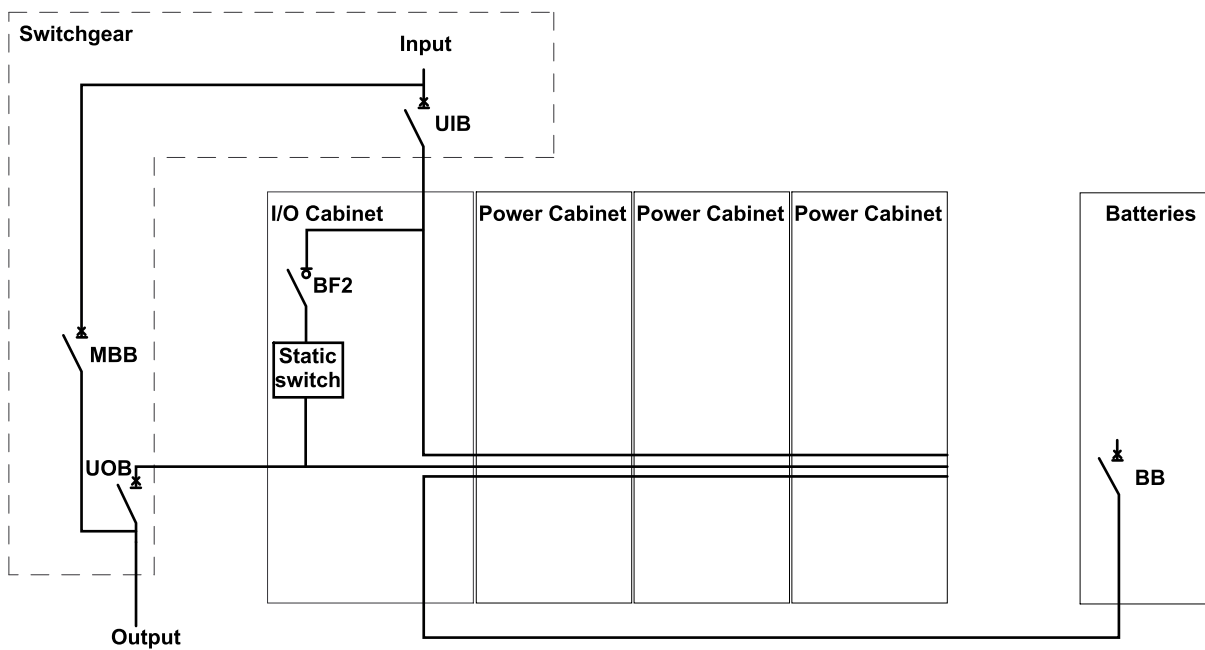 Switchgear
Input
UIB
I/O Cabinet
Power Cabinet
Power Cabinet
Power Cabinet
Batteries
BF2
Static
switch
MBB
UOB
BB
Output